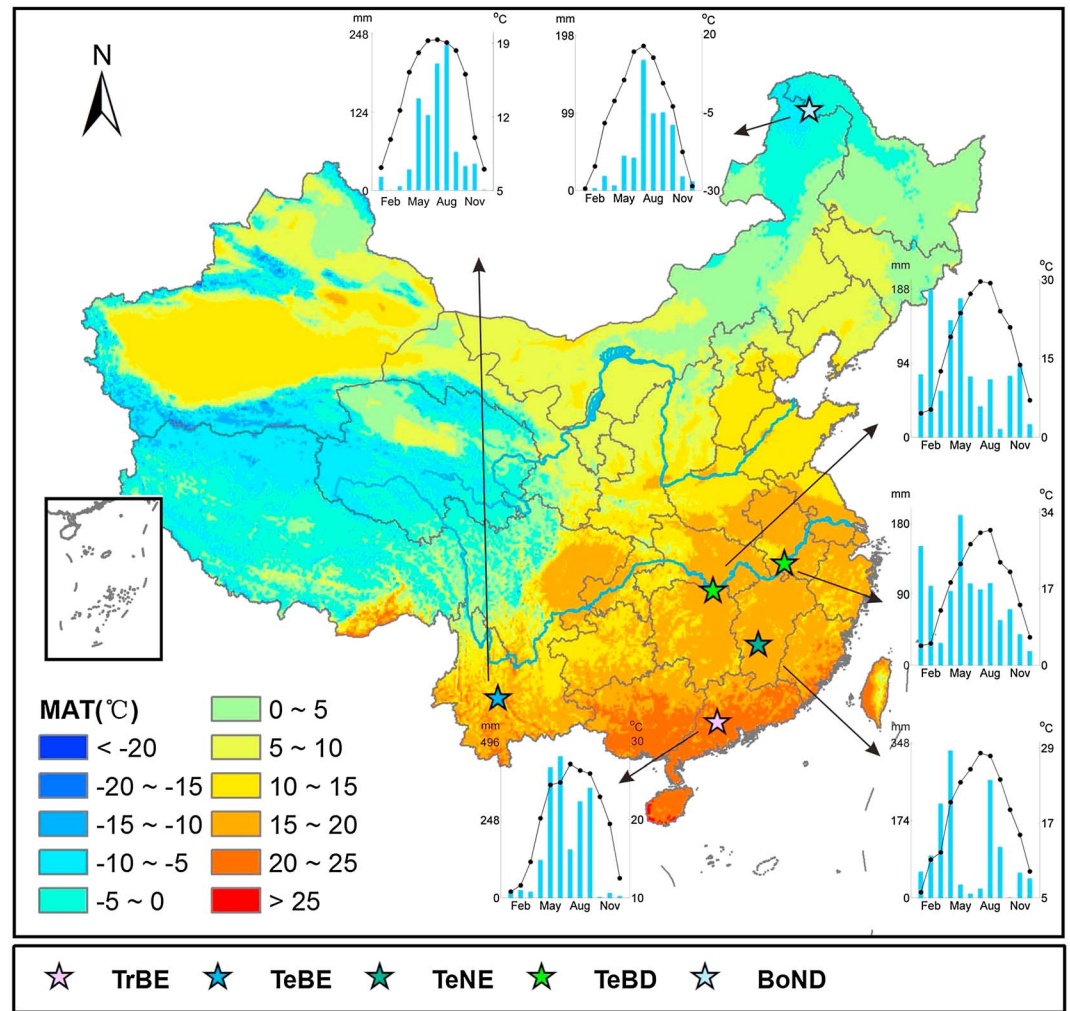 mm °C
248 19
124 12
0 5
Feb May Aug Nov
mm °C
198 20
99 -5
0 -30
Feb May Aug Nov
N
mm °C
188 30
94 15
0 0
Feb May Aug Nov
mm °C
180 34
90 17
0 0
Feb May Aug Nov
mm °C
348 29
174 17
0 5
Feb May Aug Nov
mm °C
496 30
248 20
0 10
Feb May Aug Nov
MAT(℃)
< -20
-20 ~ -15
-15 ~ -10
-10 ~ -5
-5 ~ 0
0 ~ 5
5 ~ 10
10 ~ 15
15 ~ 20
20 ~ 25
> 25
TrBE TeBE TeNE TeBD BoND